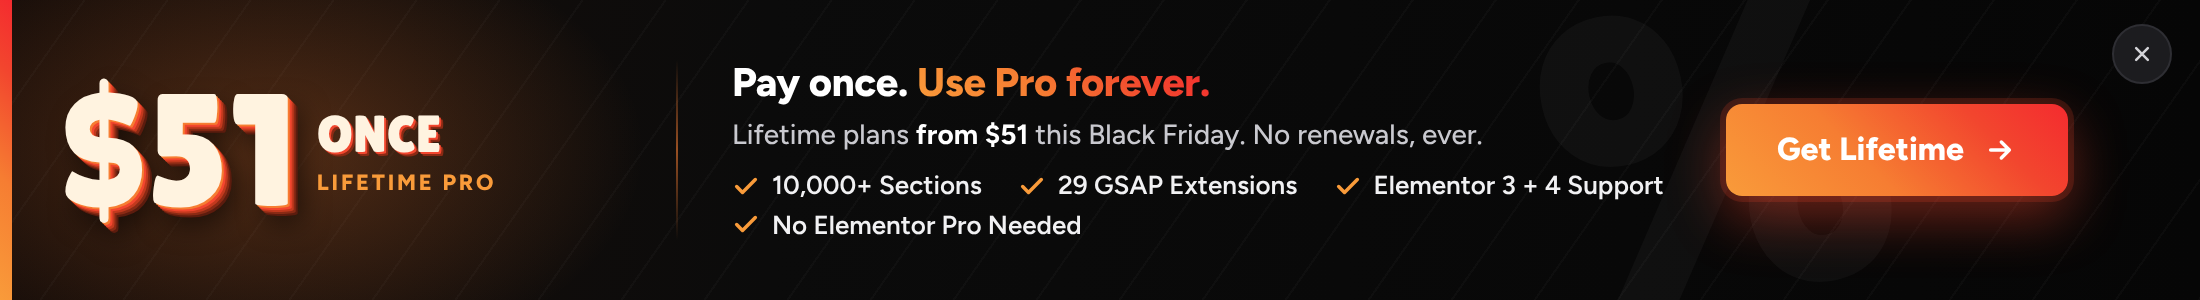 $51 ONCE
LIFETIME PRO
Pay once. Use Pro forever.
Lifetime plans from $51 this Black Friday. No renewals, ever.
10,000+ Sections 29 GSAP Extensions Elementor 3 + 4 Support
No Elementor Pro Needed
Get Lifetime →
%